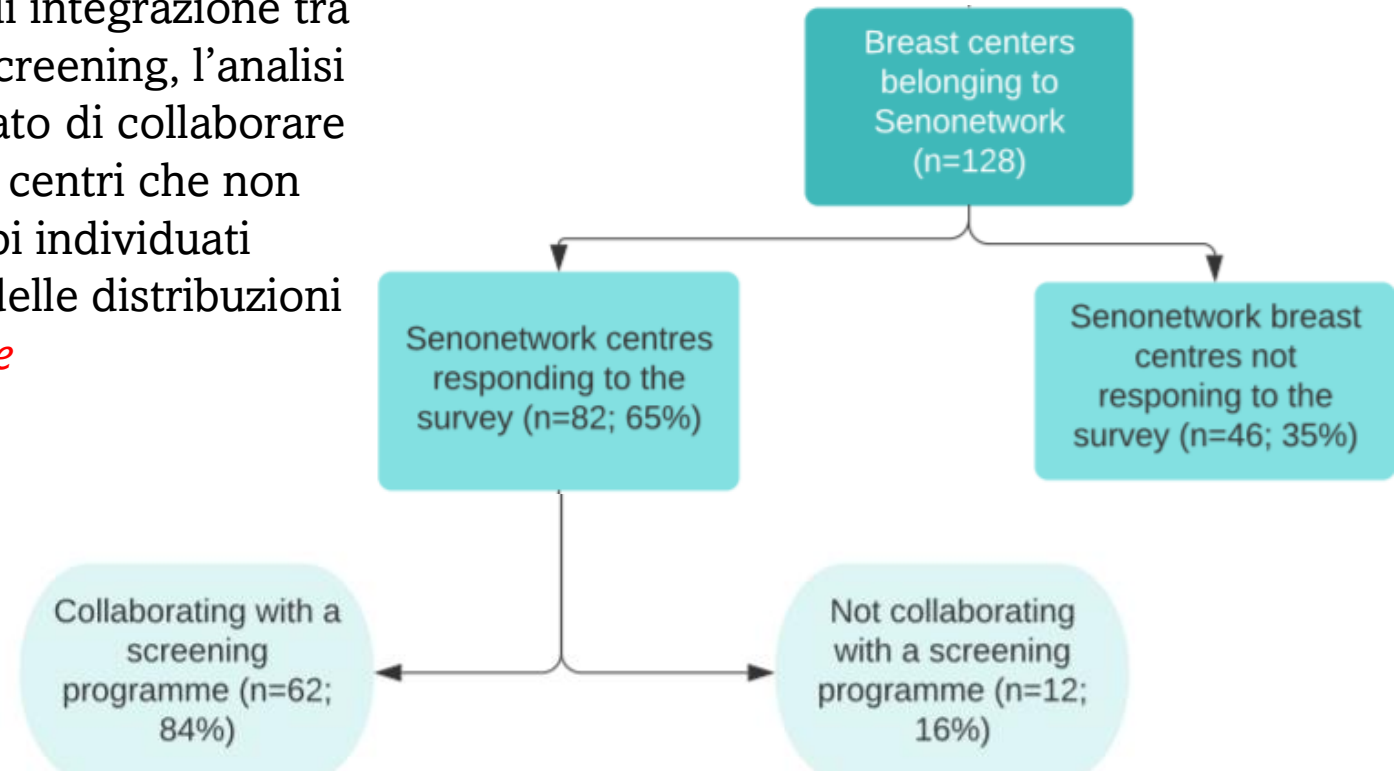 di integrazione tra
creening, l'analisi
ato di collaborare
centri che non
pi individuati
delle distribuzioni
e
Breast centers
belonging to
Senonetwork
(n=128)
Senonetwork centres
responding to the
survey (n=82; 65%)
Senonetwork breast
centres not
responing to the
survey (n=46; 35%)
Collaborating with a
screening
programme (n=62;
84%)
Not collaborating
with a screening
programme (n=12;
16%)